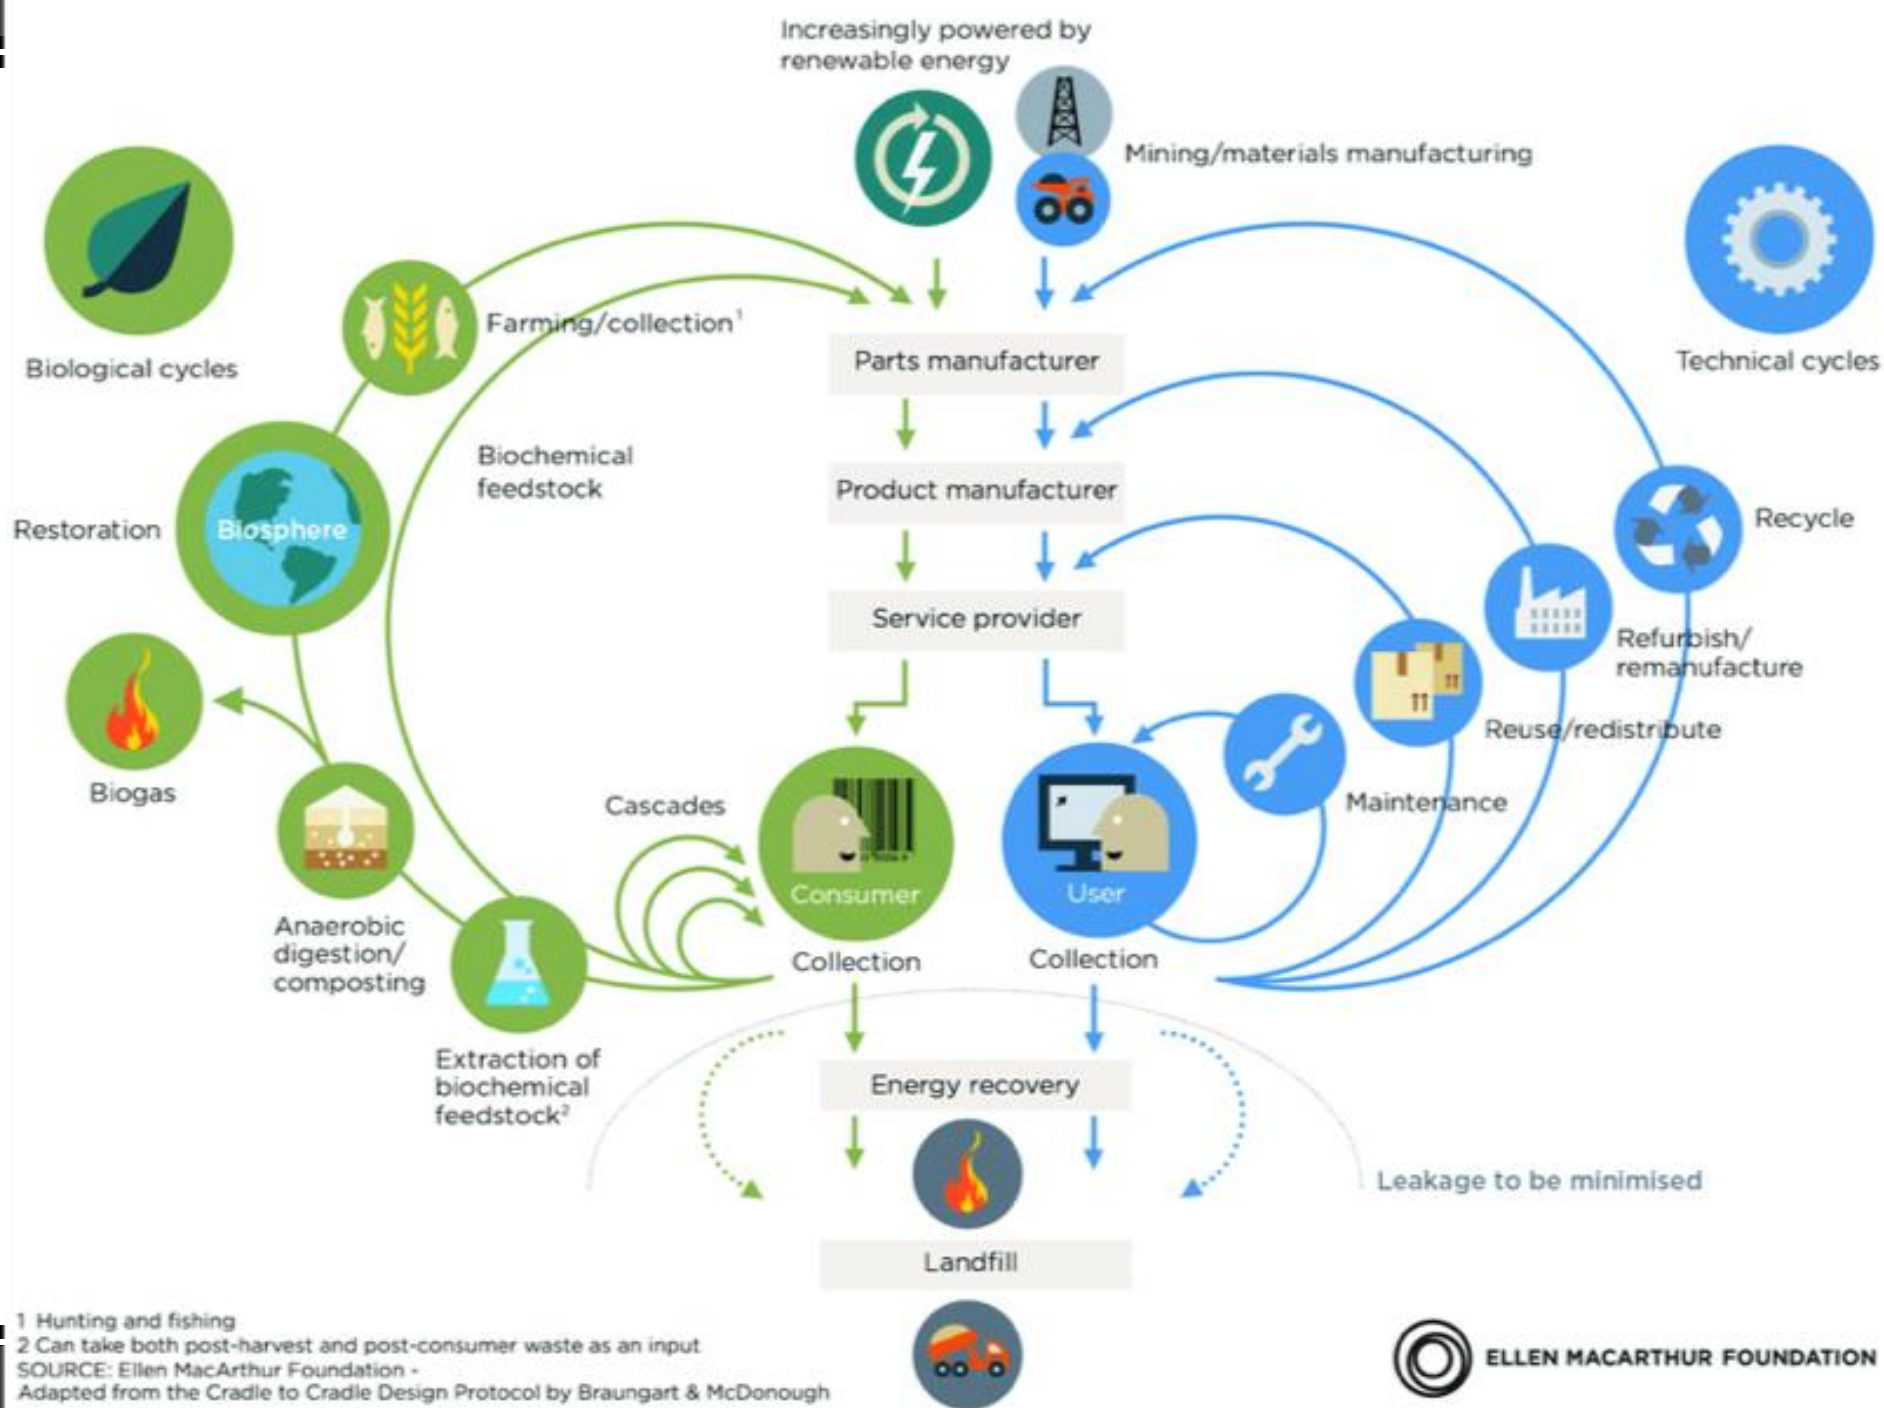 Increasingly powered by
renewable energy
Mining/materials manufacturing
Biological cycles
Technical cycles
Farming/collection¹
Parts manufacturer
Biochemical
feedstock
Product manufacturer
Restoration
Biosphere
Recycle
Service provider
Refurbish/
remanufacture
Reuse/redistribute
Biogas
Cascades
Maintenance
Consumer
User
Anaerobic
digestion/
composting
Collection
Collection
Extraction of
biochemical
feedstock²
Energy recovery
Leakage to be minimised
Landfill
1 Hunting and fishing
2 Can take both post-harvest and post-consumer waste as an input
SOURCE: Ellen MacArthur Foundation -
Adapted from the Cradle to Cradle Design Protocol by Braungart & McDonough
ELLEN MACARTHUR FOUNDATION